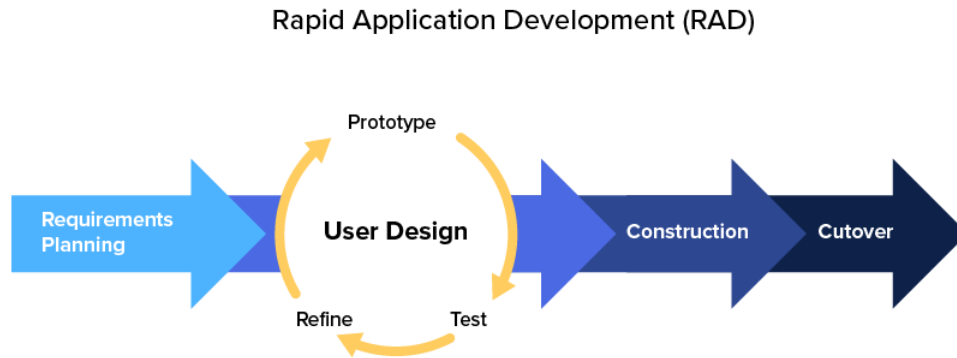 Rapid Application Development (RAD)
Prototype
Requirements
Planning
User Design
Construction
Cutover
Refine
Test